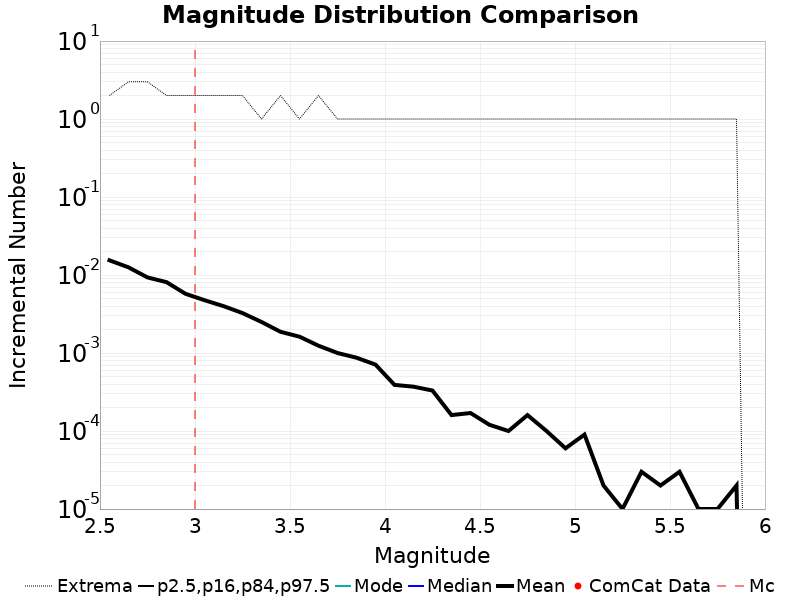 Magnitude Distribution Comparison
10^1
10^0
10^-1
10^-2
10^-3
10^-4
10^-5
Incremental Number
2.5 3 3.5 4 4.5 5 5.5 6
Magnitude
Extrema p2.5,p16,p84,p97.5 Mode Median Mean ComCat Data Mc